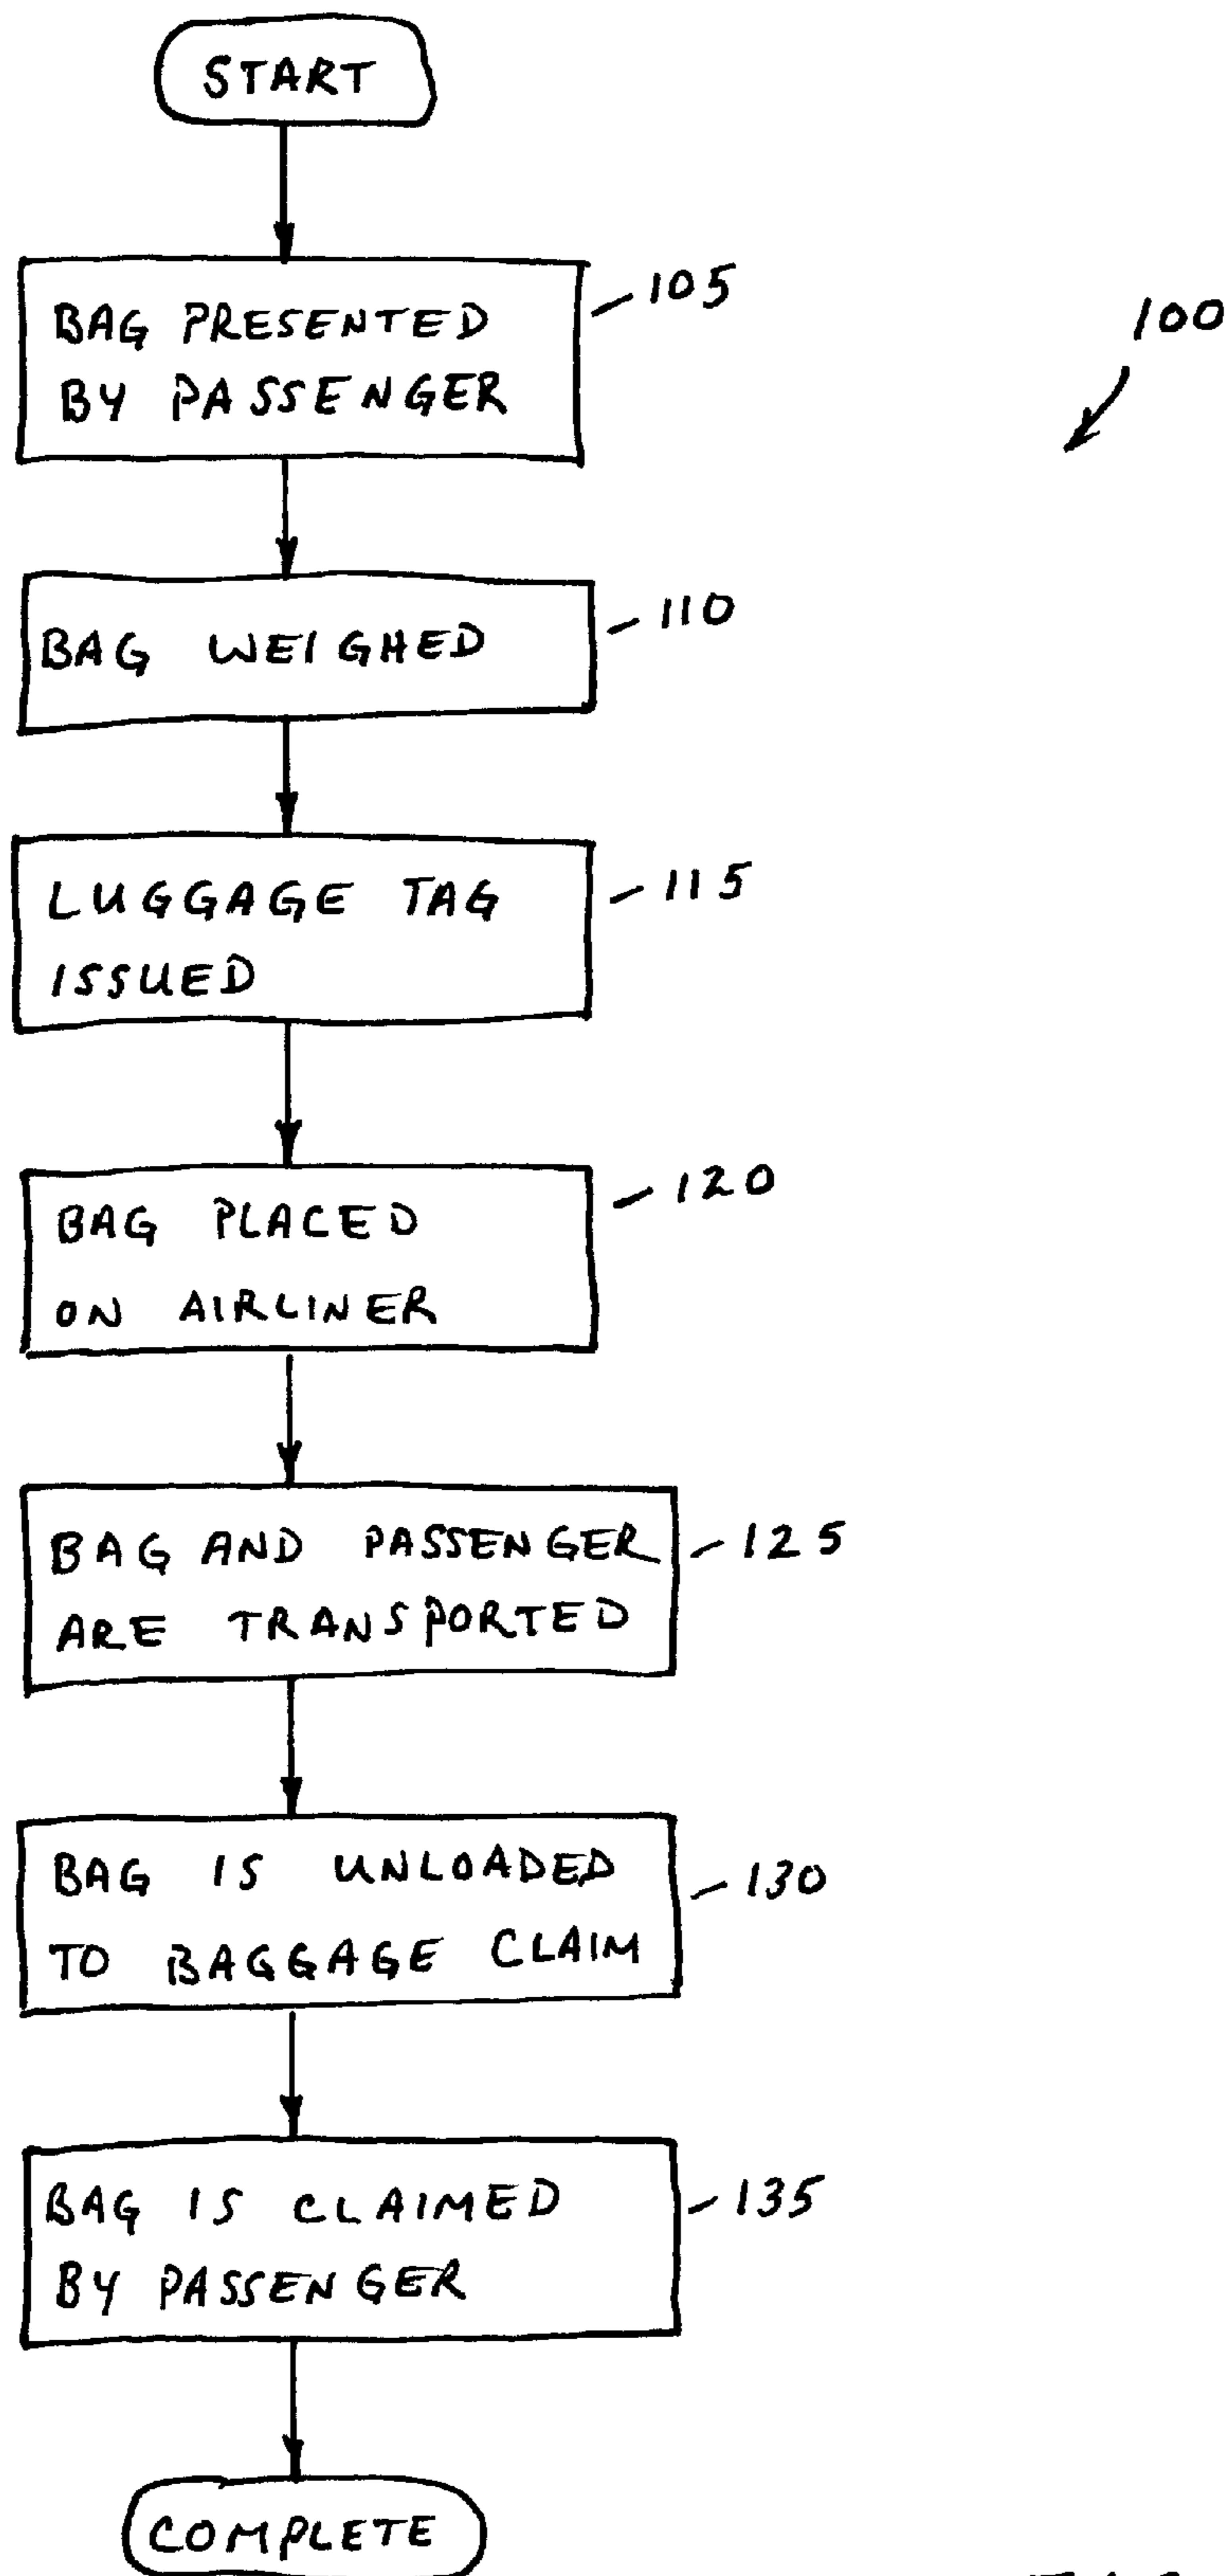 START
BAG PRESENTED
BY PASSENGER
105
100
BAG WEIGHED
110
LUGGAGE TAG
ISSUED
115
BAG PLACED
ON AIRLINER
120
BAG AND PASSENGER
ARE TRANSPORTED
125
BAG IS UNLOADED
TO BAGGAGE CLAIM
130
BAG IS CLAIMED
BY PASSENGER
135
COMPLETE